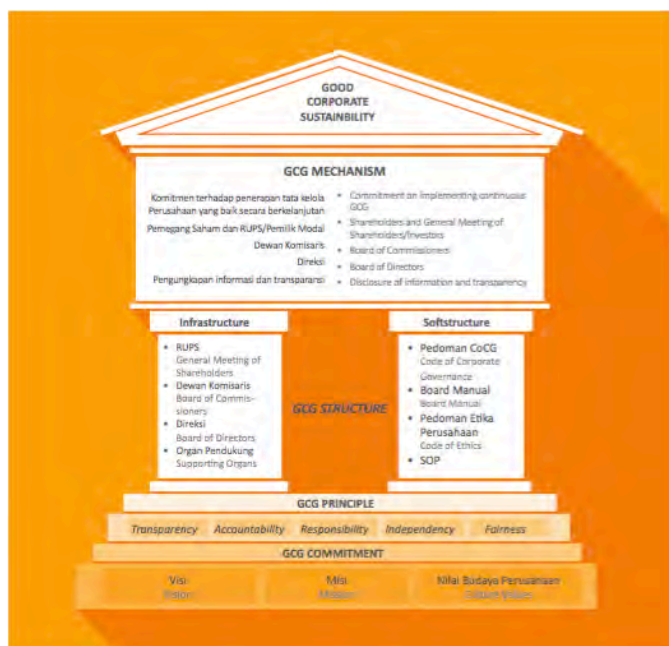 GOOD
CORPORATE
SUSTAINBILITY
GCG MECHANISM
Komitmen terhadap penerapan tata kelola
Perusahaan yang baik secara berkelanjutan
Pemegang Saham dan RUPS/Pemilik Modal
Dewan Komisaris
Direksi
Pengungkapan informasi dan transparansi
• Commitment on implementing continuous
GCG
• Shareholders and General Meeting of
Shareholders/Investors
• Board of Commissioners
• Board of Directors
• Disclosure of information and transparency
Infrastructure
• RUPS
General Meeting of
Shareholders
• Dewan Komisaris
Board of Commis-
sioners
• Direksi
Board of Directors
• Organ Pendukung
Supporting Organs
GCG STRUCTURE
Softstructure
• Pedoman CoCG
Code of Corporate
Governance
• Board Manual
Board Manual
• Pedoman Etika
Perusahaan
Code of Ethics
• SOP
GCG PRINCIPLE
Transparency Accountability Responsibility Independency Fairness
GCG COMMITMENT
Visi Misi Nilai Budaya Perusahaan
Vision Mission Values